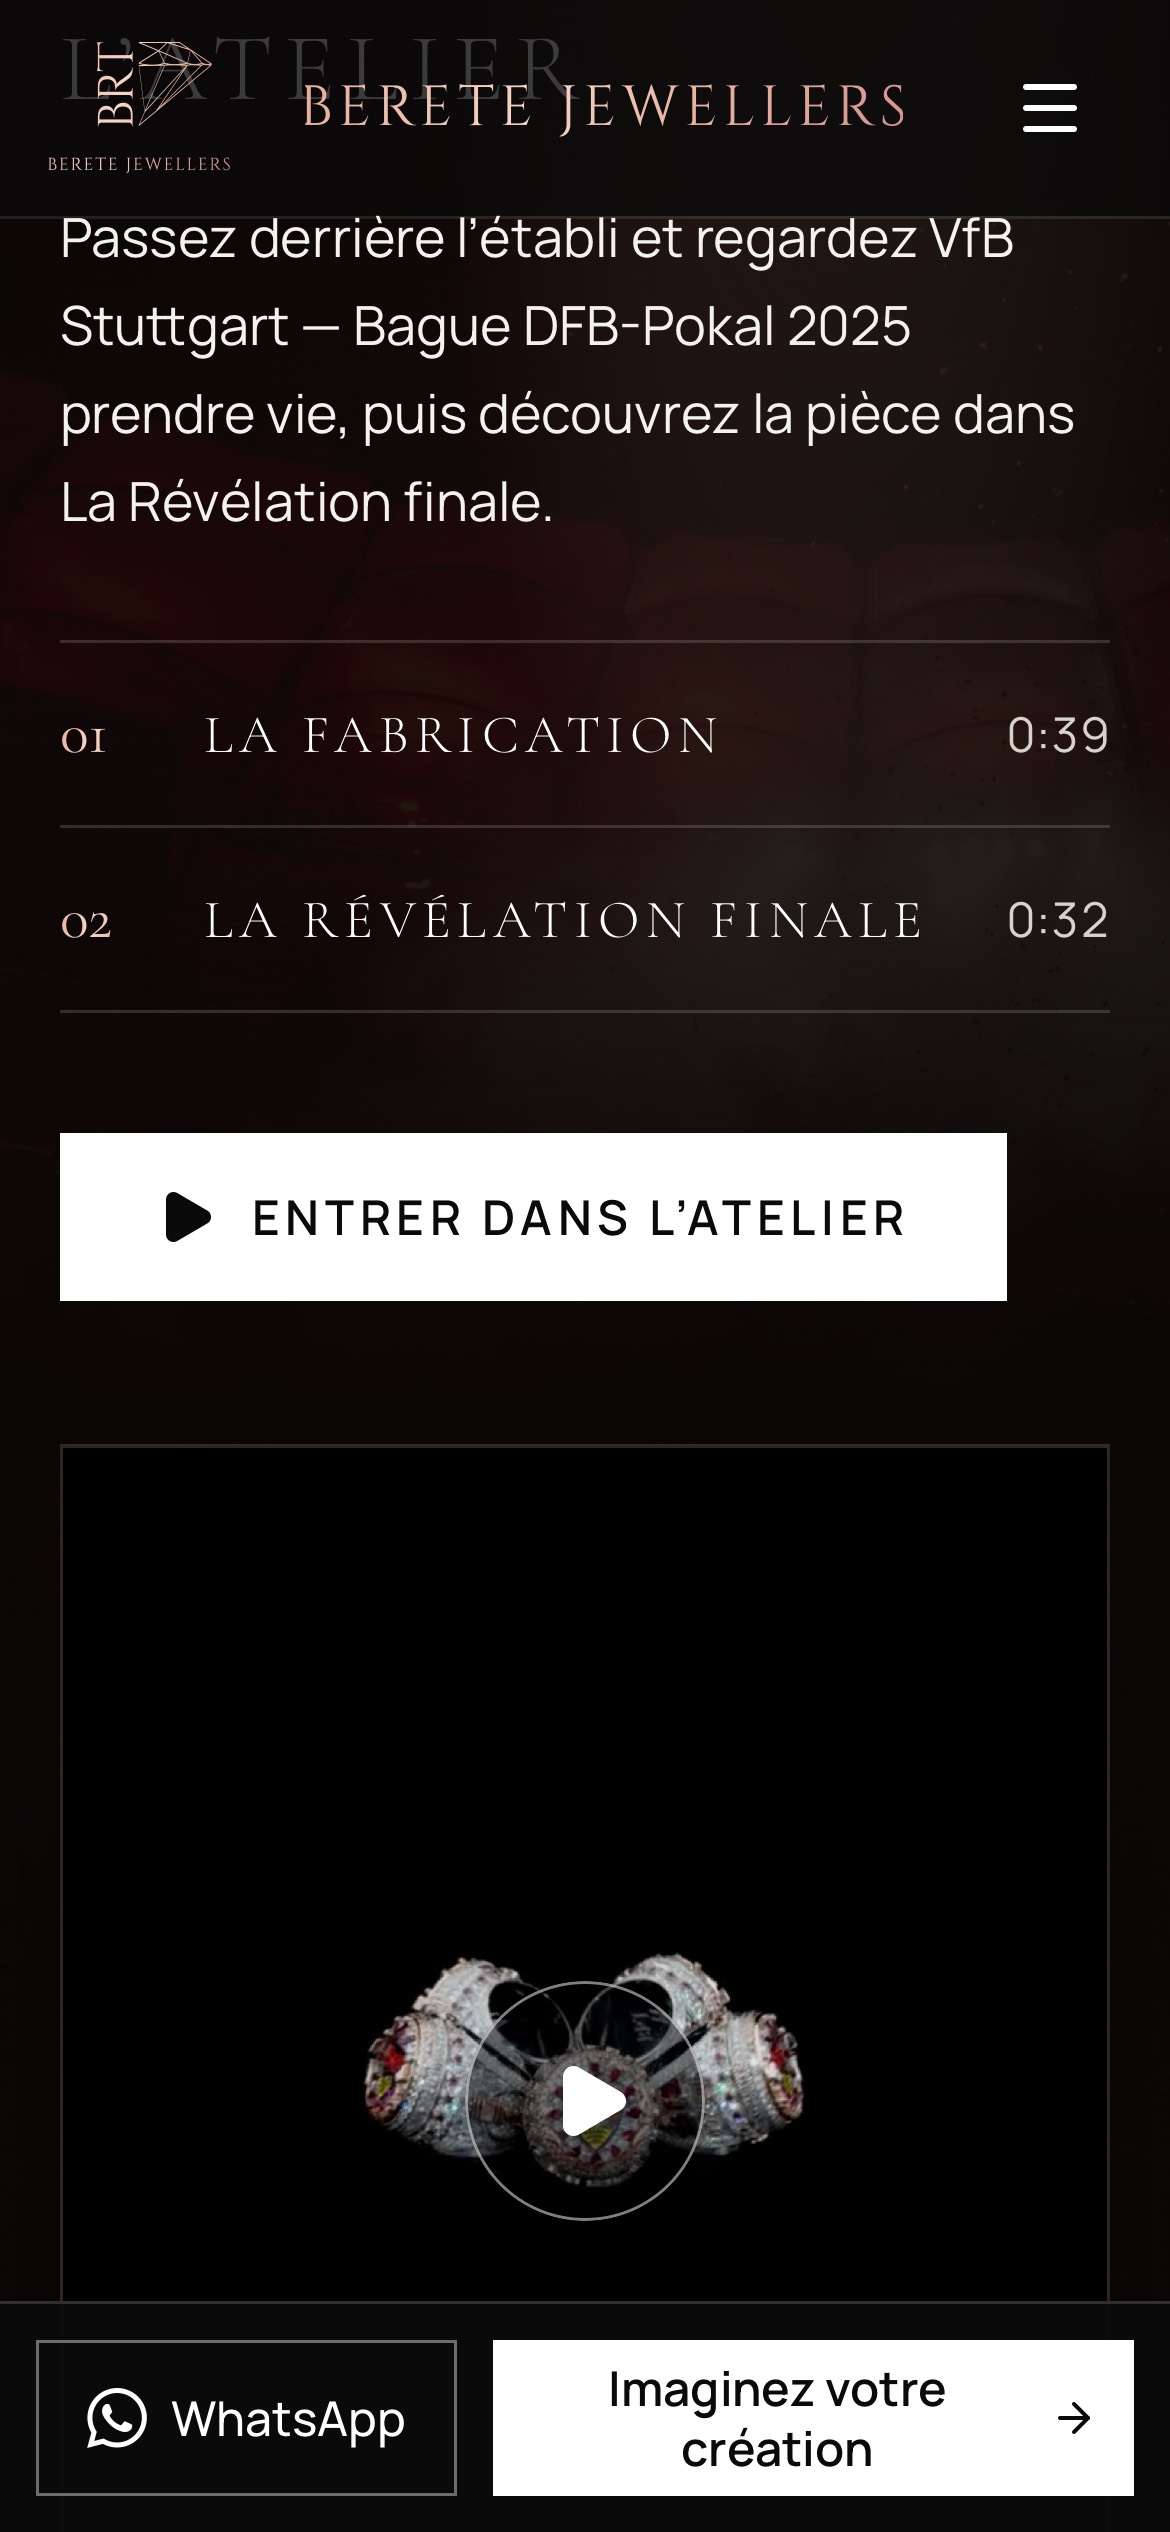 L’ATELIER
BRT
BERETE JEWELLERS
BERETE JEWELLERS
Passez derrière l’établi et regardez VfB
Stuttgart — Bague DFB-Pokal 2025
prendre vie, puis découvrez la pièce dans
La Révélation finale.
01 LA FABRICATION 0:39
02 LA RÉVÉLATION FINALE 0:32
ENTRER DANS L’ATELIER
WhatsApp
Imaginez votre
création